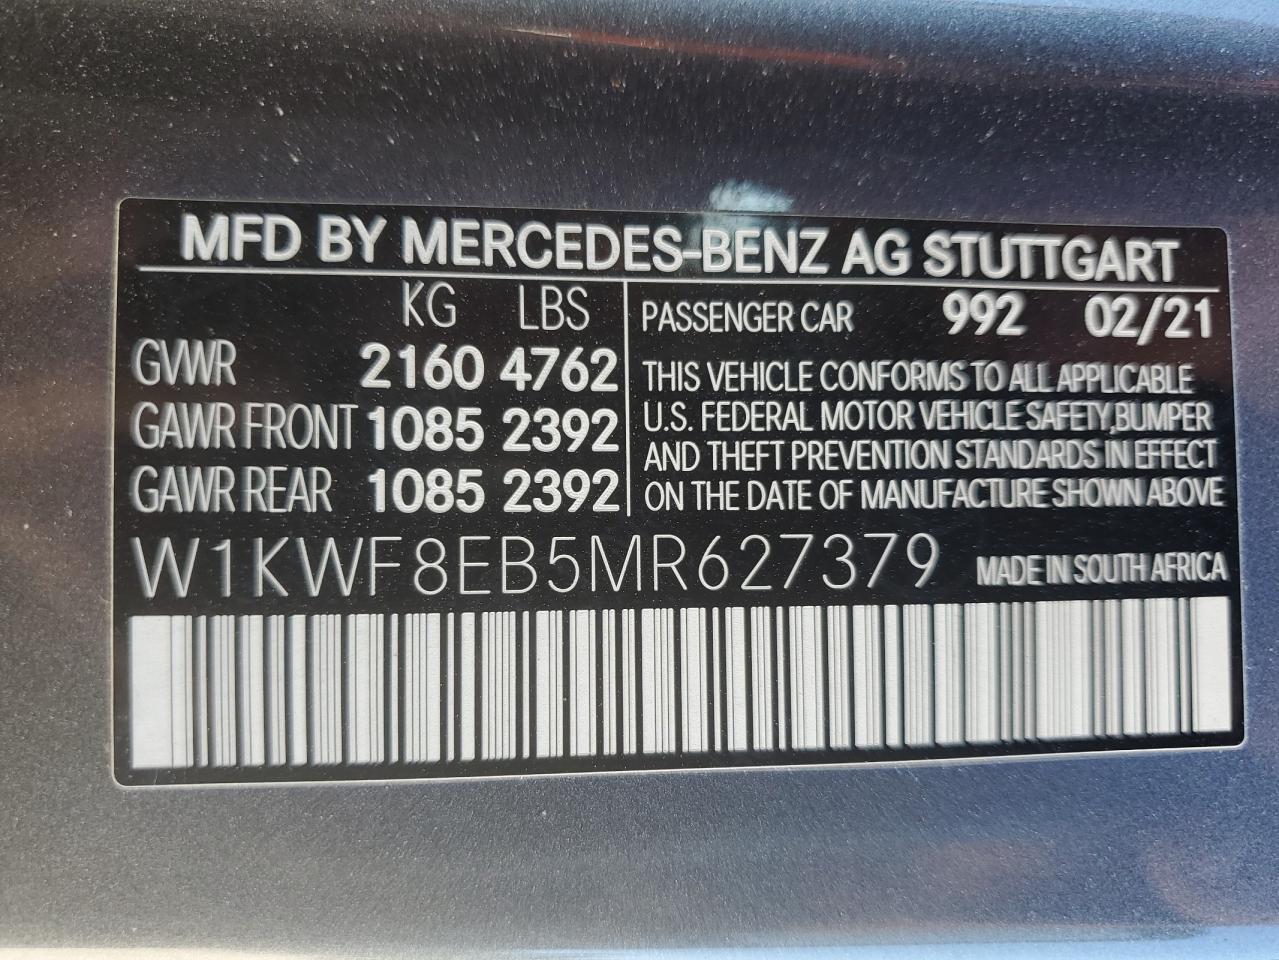 MFD BY MERCEDES-BENZ AG STUTTGART
KG LBS
GVWR 2160 4762
GAWR FRONT 1085 2392
GAWR REAR 1085 2392
PASSENGER CAR 992 02/21
THIS VEHICLE CONFORMS TO ALL APPLICABLE
U.S. FEDERAL MOTOR VEHICLE SAFETY,BUMPER
AND THEFT PREVENTION STANDARDS IN EFFECT
ON THE DATE OF MANUFACTURE SHOWN ABOVE
W1KWF8EB5MR627379 MADE IN SOUTH AFRICA